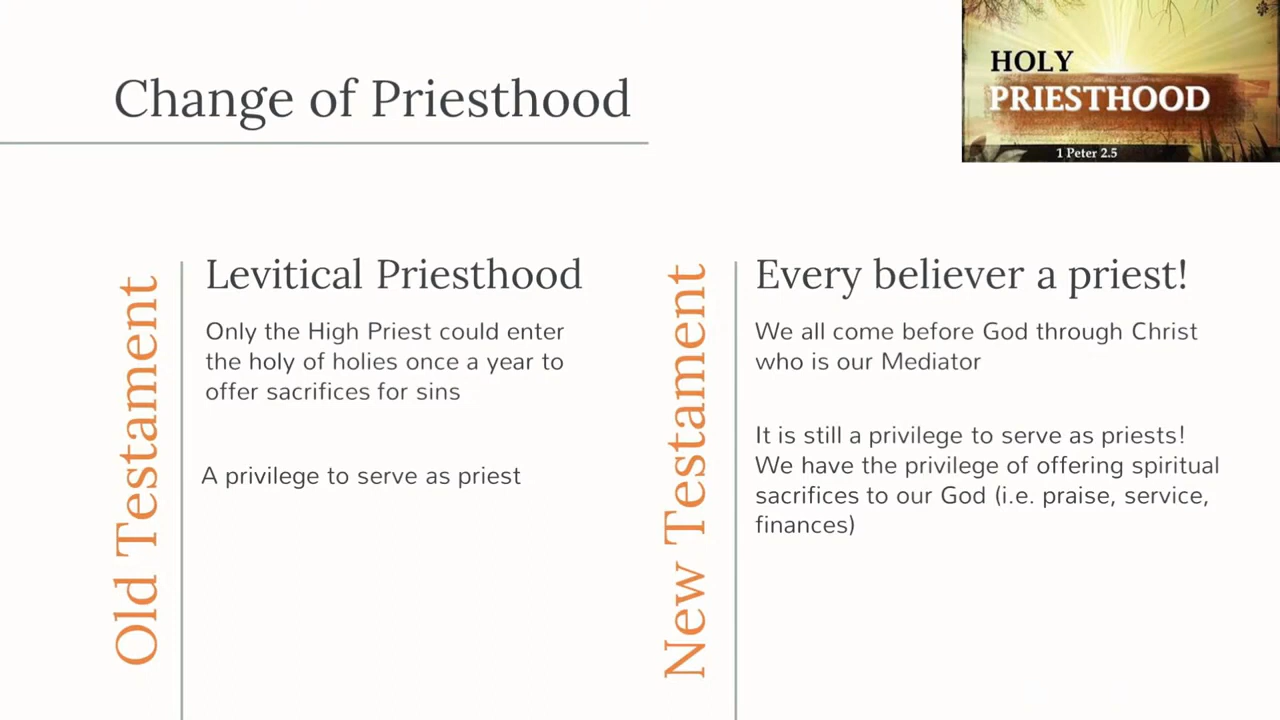 Change of Priesthood
HOLY
PRIESTHOOD
1 Peter 2.5
Old Testament
Levitical Priesthood
Only the High Priest could enter
the holy of holies once a year to
offer sacrifices for sins
A privilege to serve as priest
New Testament
Every believer a priest!
We all come before God through Christ
who is our Mediator
It is still a privilege to serve as priests!
We have the privilege of offering spiritual
sacrifices to our God (i.e. praise, service,
finances)